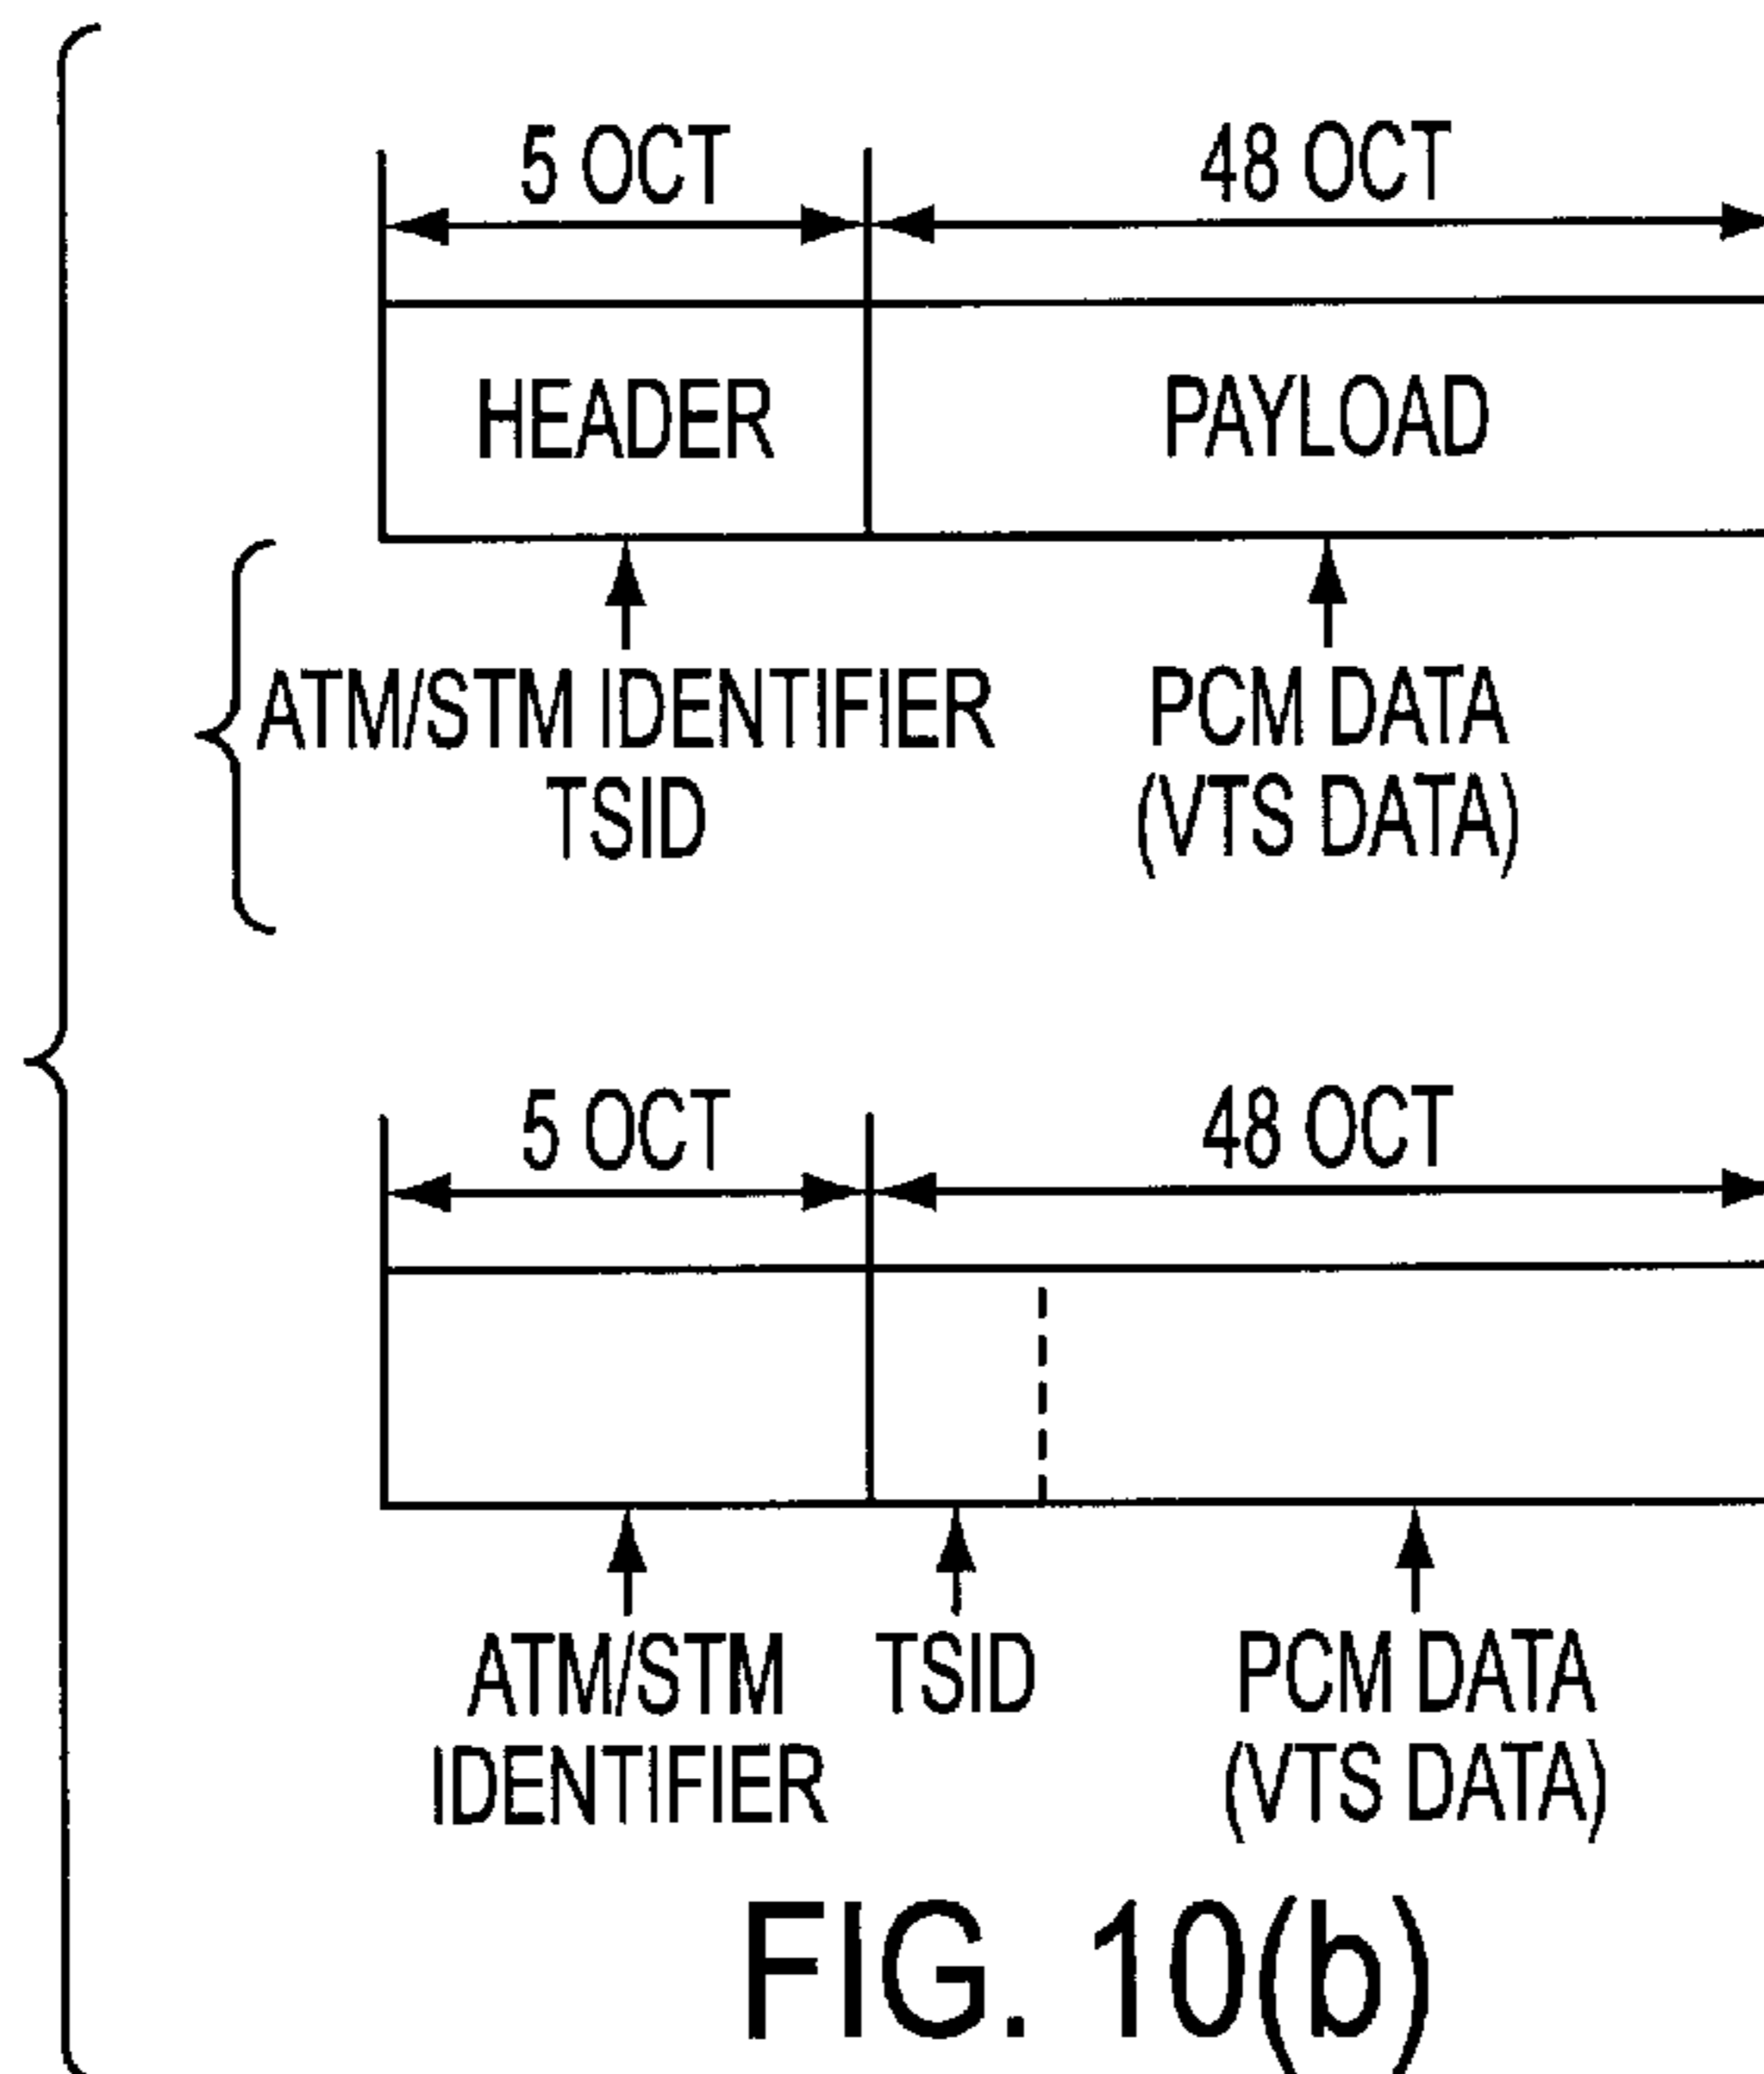 5 OCT 48 OCT
HEADER PAYLOAD
ATM/STM IDENTIFIER PCM DATA
TSID (VTS DATA)
5 OCT 48 OCT
ATM/STM TSID PCM DATA
IDENTIFIER (VTS DATA)
FIG. 10(b)